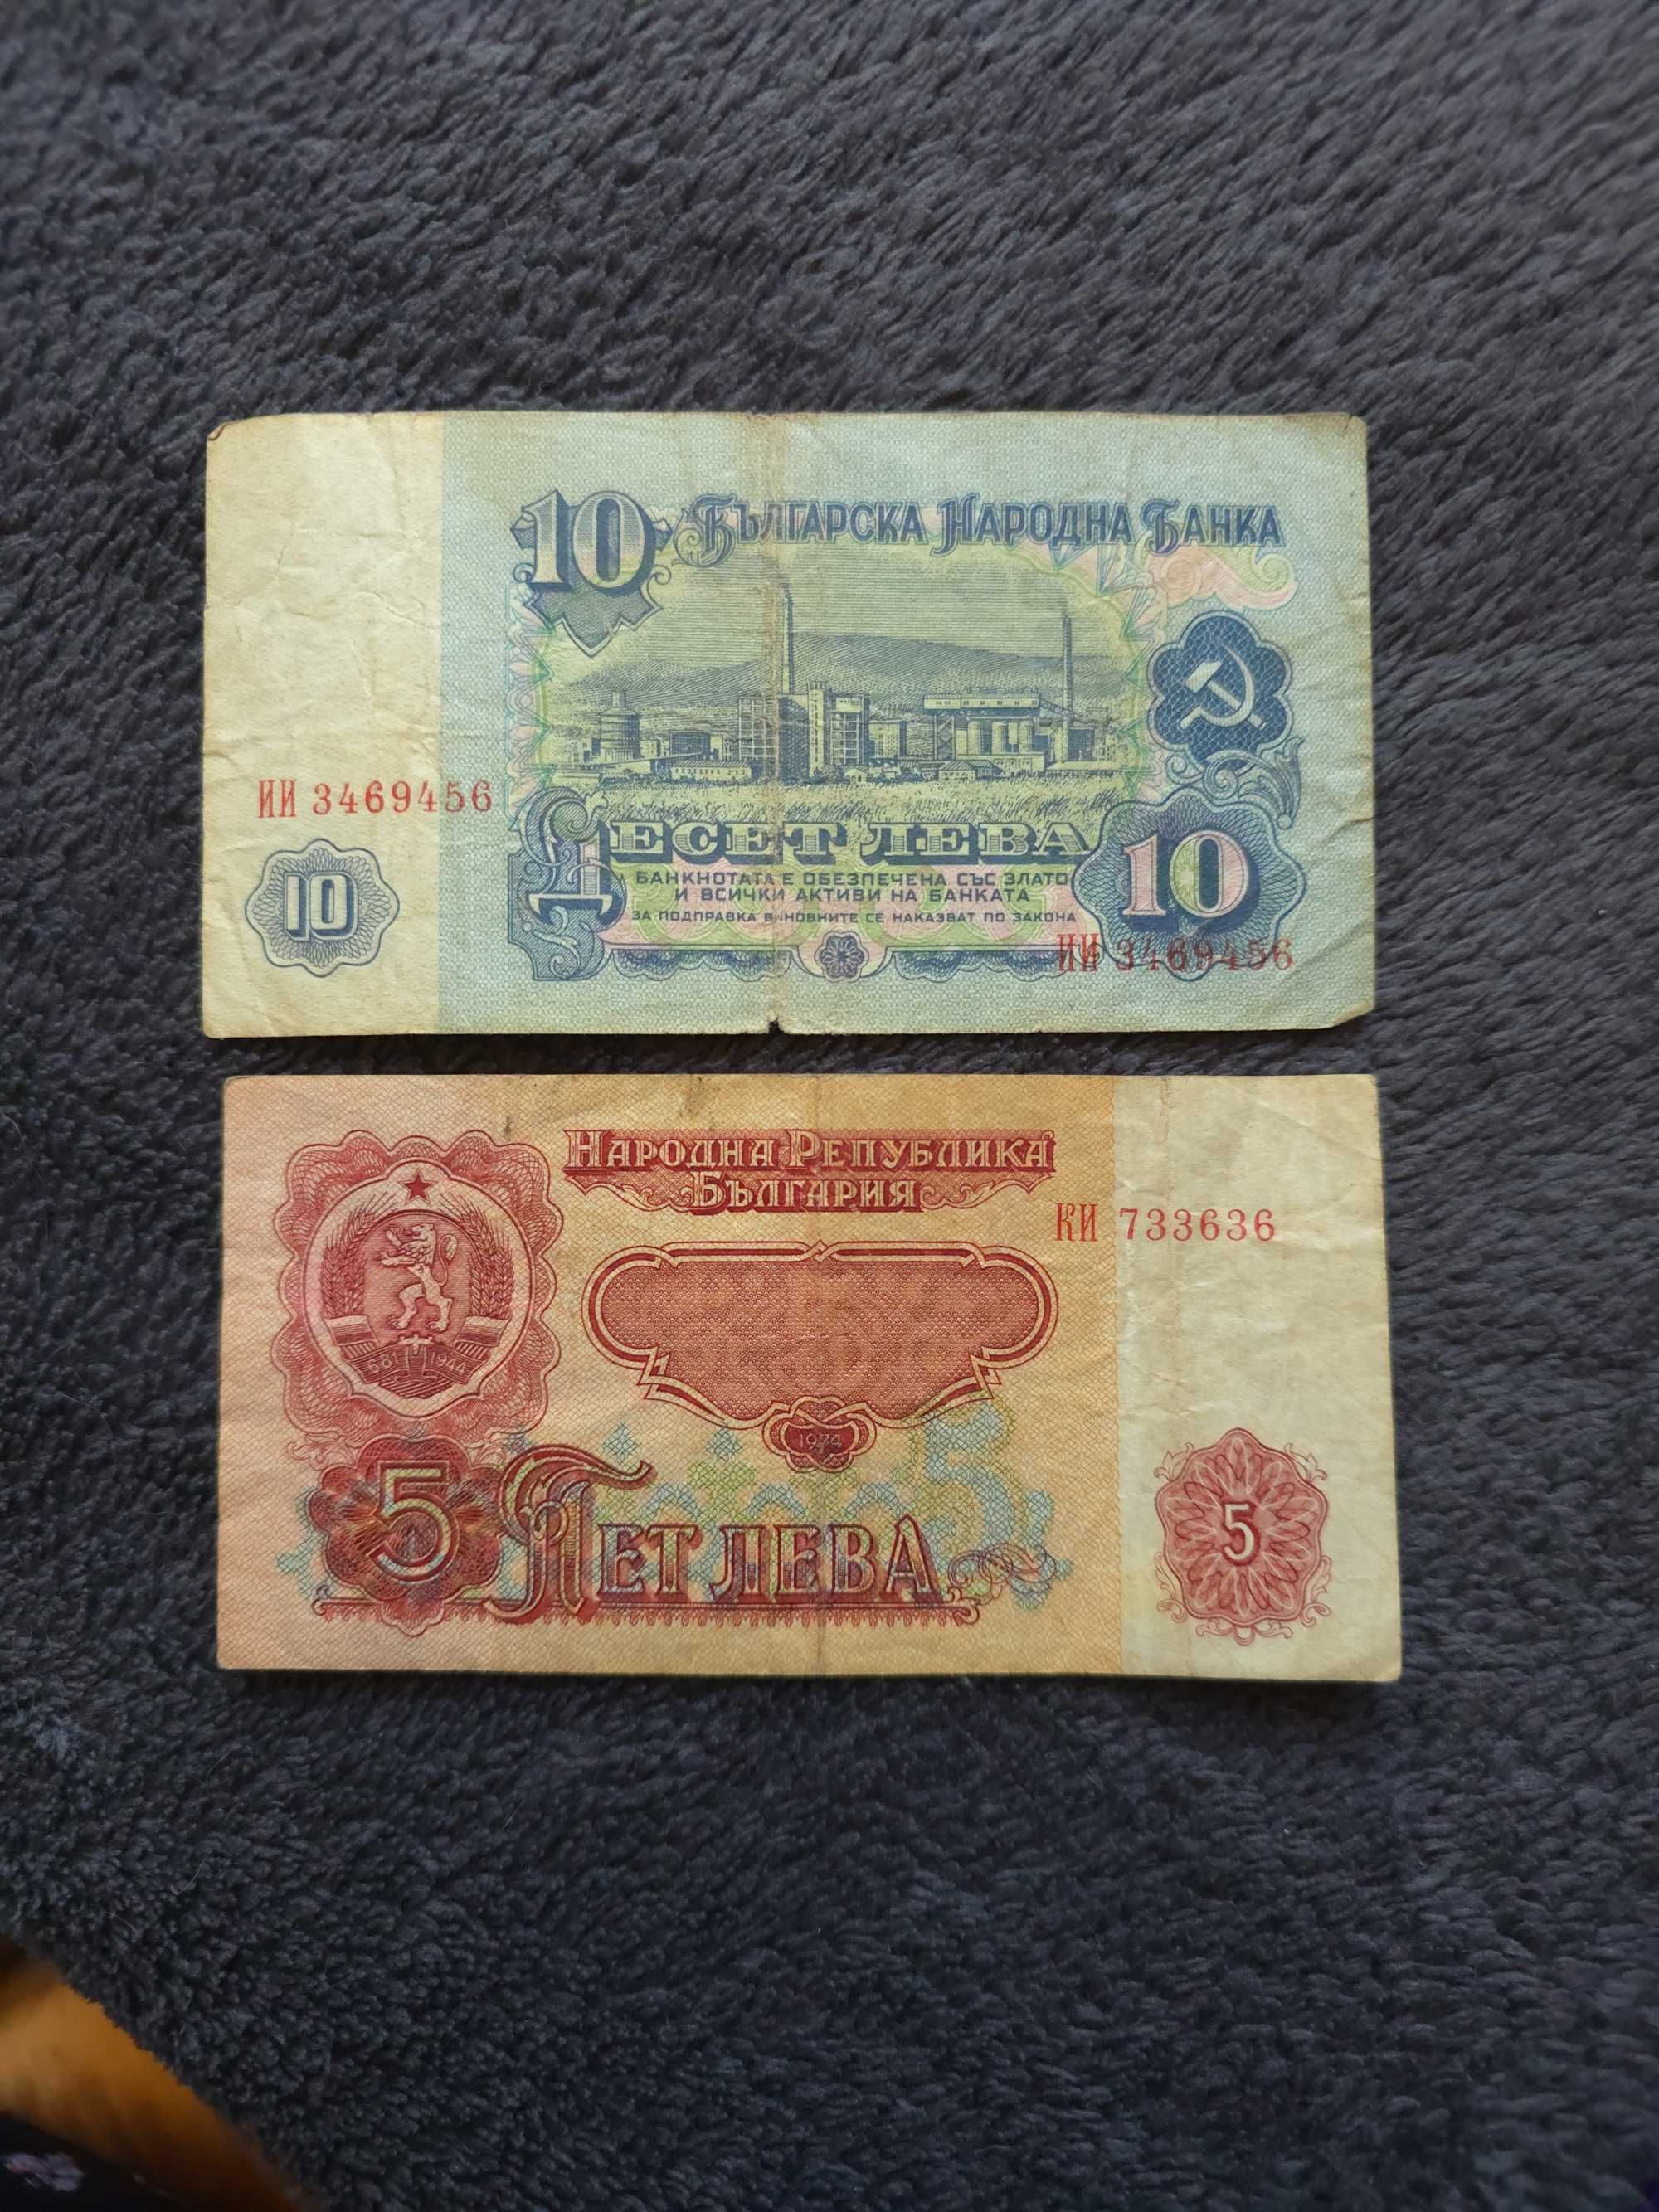 10 Българска Народна Банка
ИИ 3469456
Десет лева
10
10
БАНКНОТАТА Е ОБЕЗПЕЧЕНА СЪС ЗЛАТО
И ВСИЧКИ АКТИВИ НА БАНКАТА
ЗА ПОДПРАВКА ВИНОВНИТЕ СЕ НАКАЗВАТ ПО ЗАКОНА
ИИ 3469456
Народна Република
България
КИ 733636
681 1944
1974
5
5 Пет лева
5